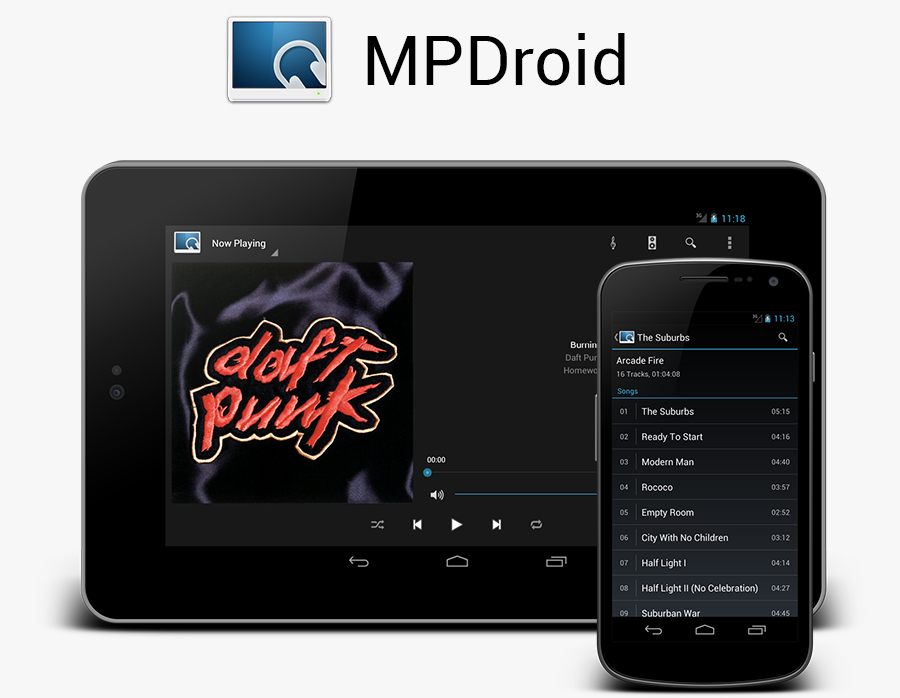 MPDroid
3G 11:18
Now Playing
daft
punk
Daft
00:00
3G 11:13
The Suburbs
Arcade Fire
16 Tracks, 01:04:08
Songs
01 The Suburbs 05:15
02 Ready To Start 04:16
03 Modern Man 04:40
04 Rococo 03:57
05 Empty Room 02:52
06 City With No Children 03:12
07 Half Light I 04:14
08 Half Light II (No Celebration) 04:27
09 Suburban War 04:45